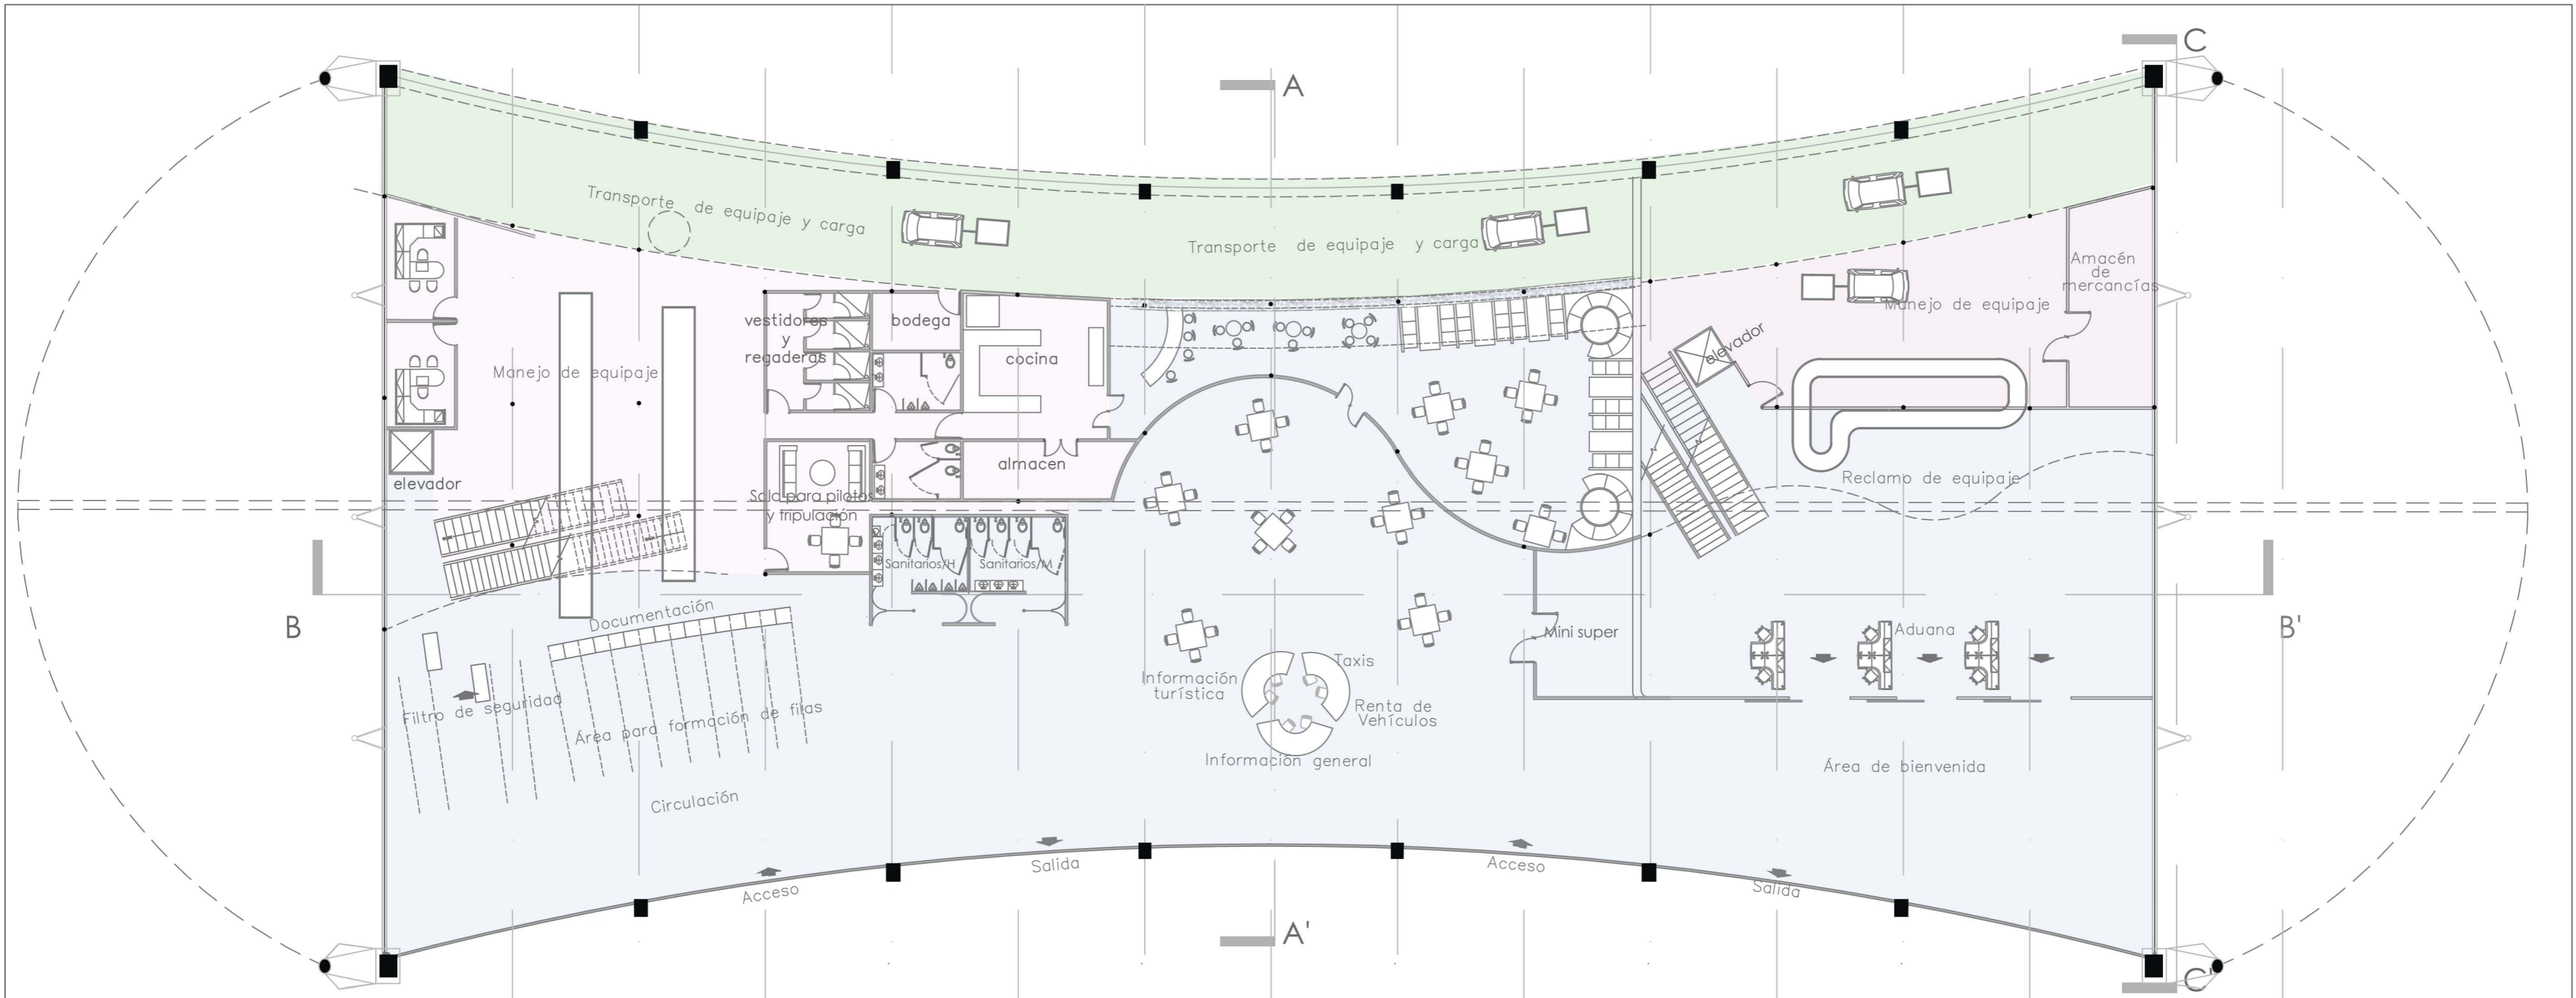 C
A
Transporte de equipaje y carga
Transporte de equipaje y carga
Amacén
de
mercancías
Manejo de equipaje
vestidores
y
regaderas
bodega
cocina
elevador
Manejo de equipaje
almacen
elevador
Reclamo de equipaje
Sala para pilotos
y tripulación
Sanitarios/H
Sanitarios/M
Documentación
B
B'
Mini super
Aduana
Taxis
Información
turística
Renta de
Vehículos
Información general
Filtro de seguridad
Área para formación de filas
Área de bienvenida
Circulación
Acceso
Salida
Acceso
Salida
A'
C'